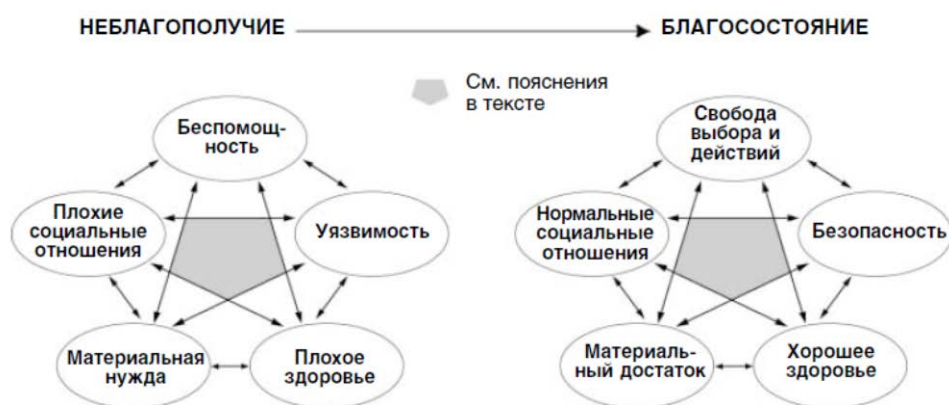 НЕБЛАГОПОЛУЧИЕ
БЛАГОСОСТОЯНИЕ
См. пояснения
в тексте
Беспомощ-
ность
Плохие
социальные
отношения
Уязвимость
Материальная
нужда
Плохое
здоровье
Свобода
выбора и
действий
Нормальные
социальные
отношения
Безопасность
Материаль-
ный достаток
Хорошее
здоровье